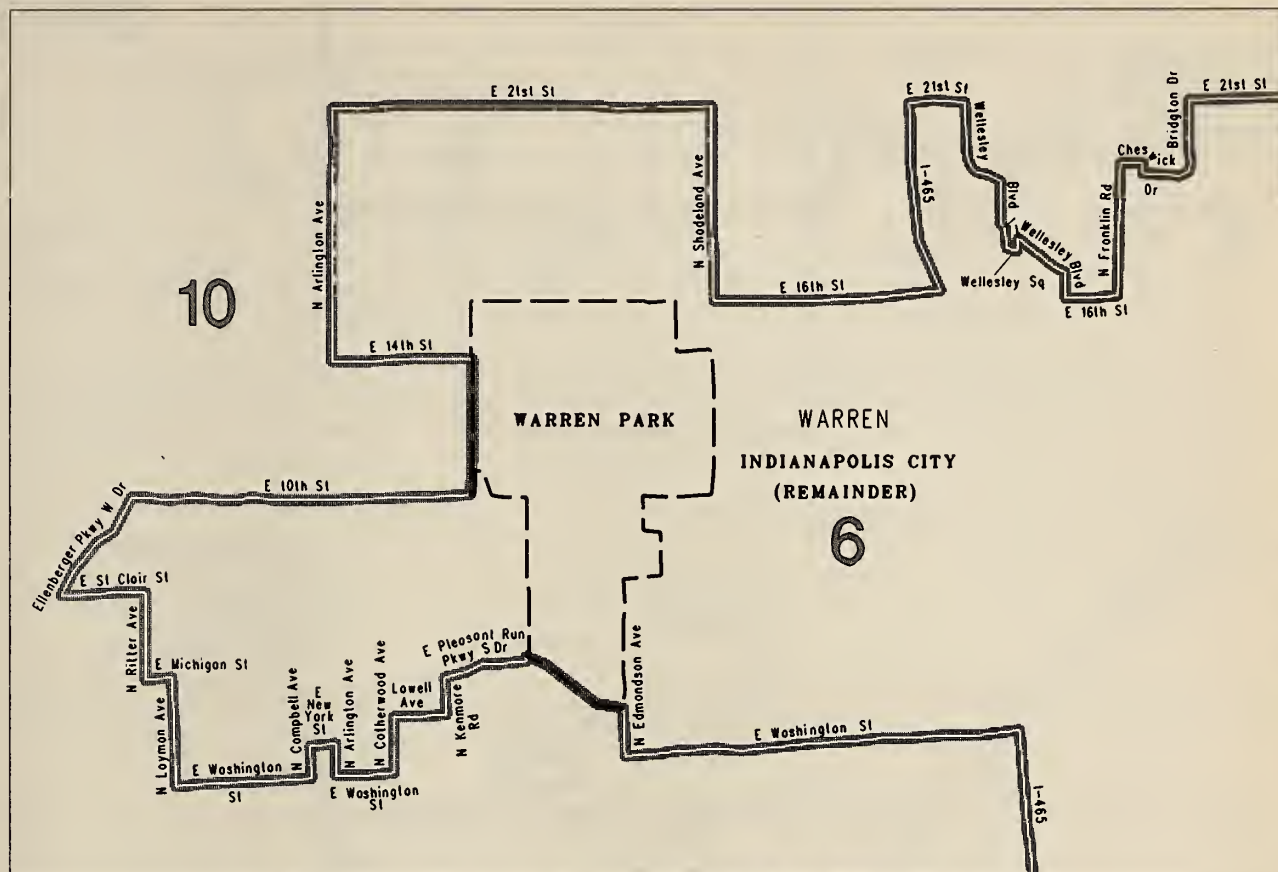 E 21st St
E 21st St
E 21st St
Bridgton Dr
Wellesley
Blvd
Ches ick
Dr
N Arlington Ave
N Shadeland Ave
I-465
N Franklin Rd
Wellesley Blvd
Wellesley Sq
10
E 16th St
E 16th St
E 14th St
WARREN PARK
WARREN
INDIANAPOLIS CITY
(REMAINDER)
6
E 10th St
Ellenberger Pkwy W Dr
E St Clair St
N Ritter Ave
E Michigan St
N Layman Ave
E Washington
St
N Campbell Ave
E
New
York
St
N Arlington Ave
N Catherwood Ave
E Washington
St
Lowell
Ave
N Kenmore
Rd
E Pleasant Run
Pkwy S Dr
N Edmondson Ave
E Washington St
I-465